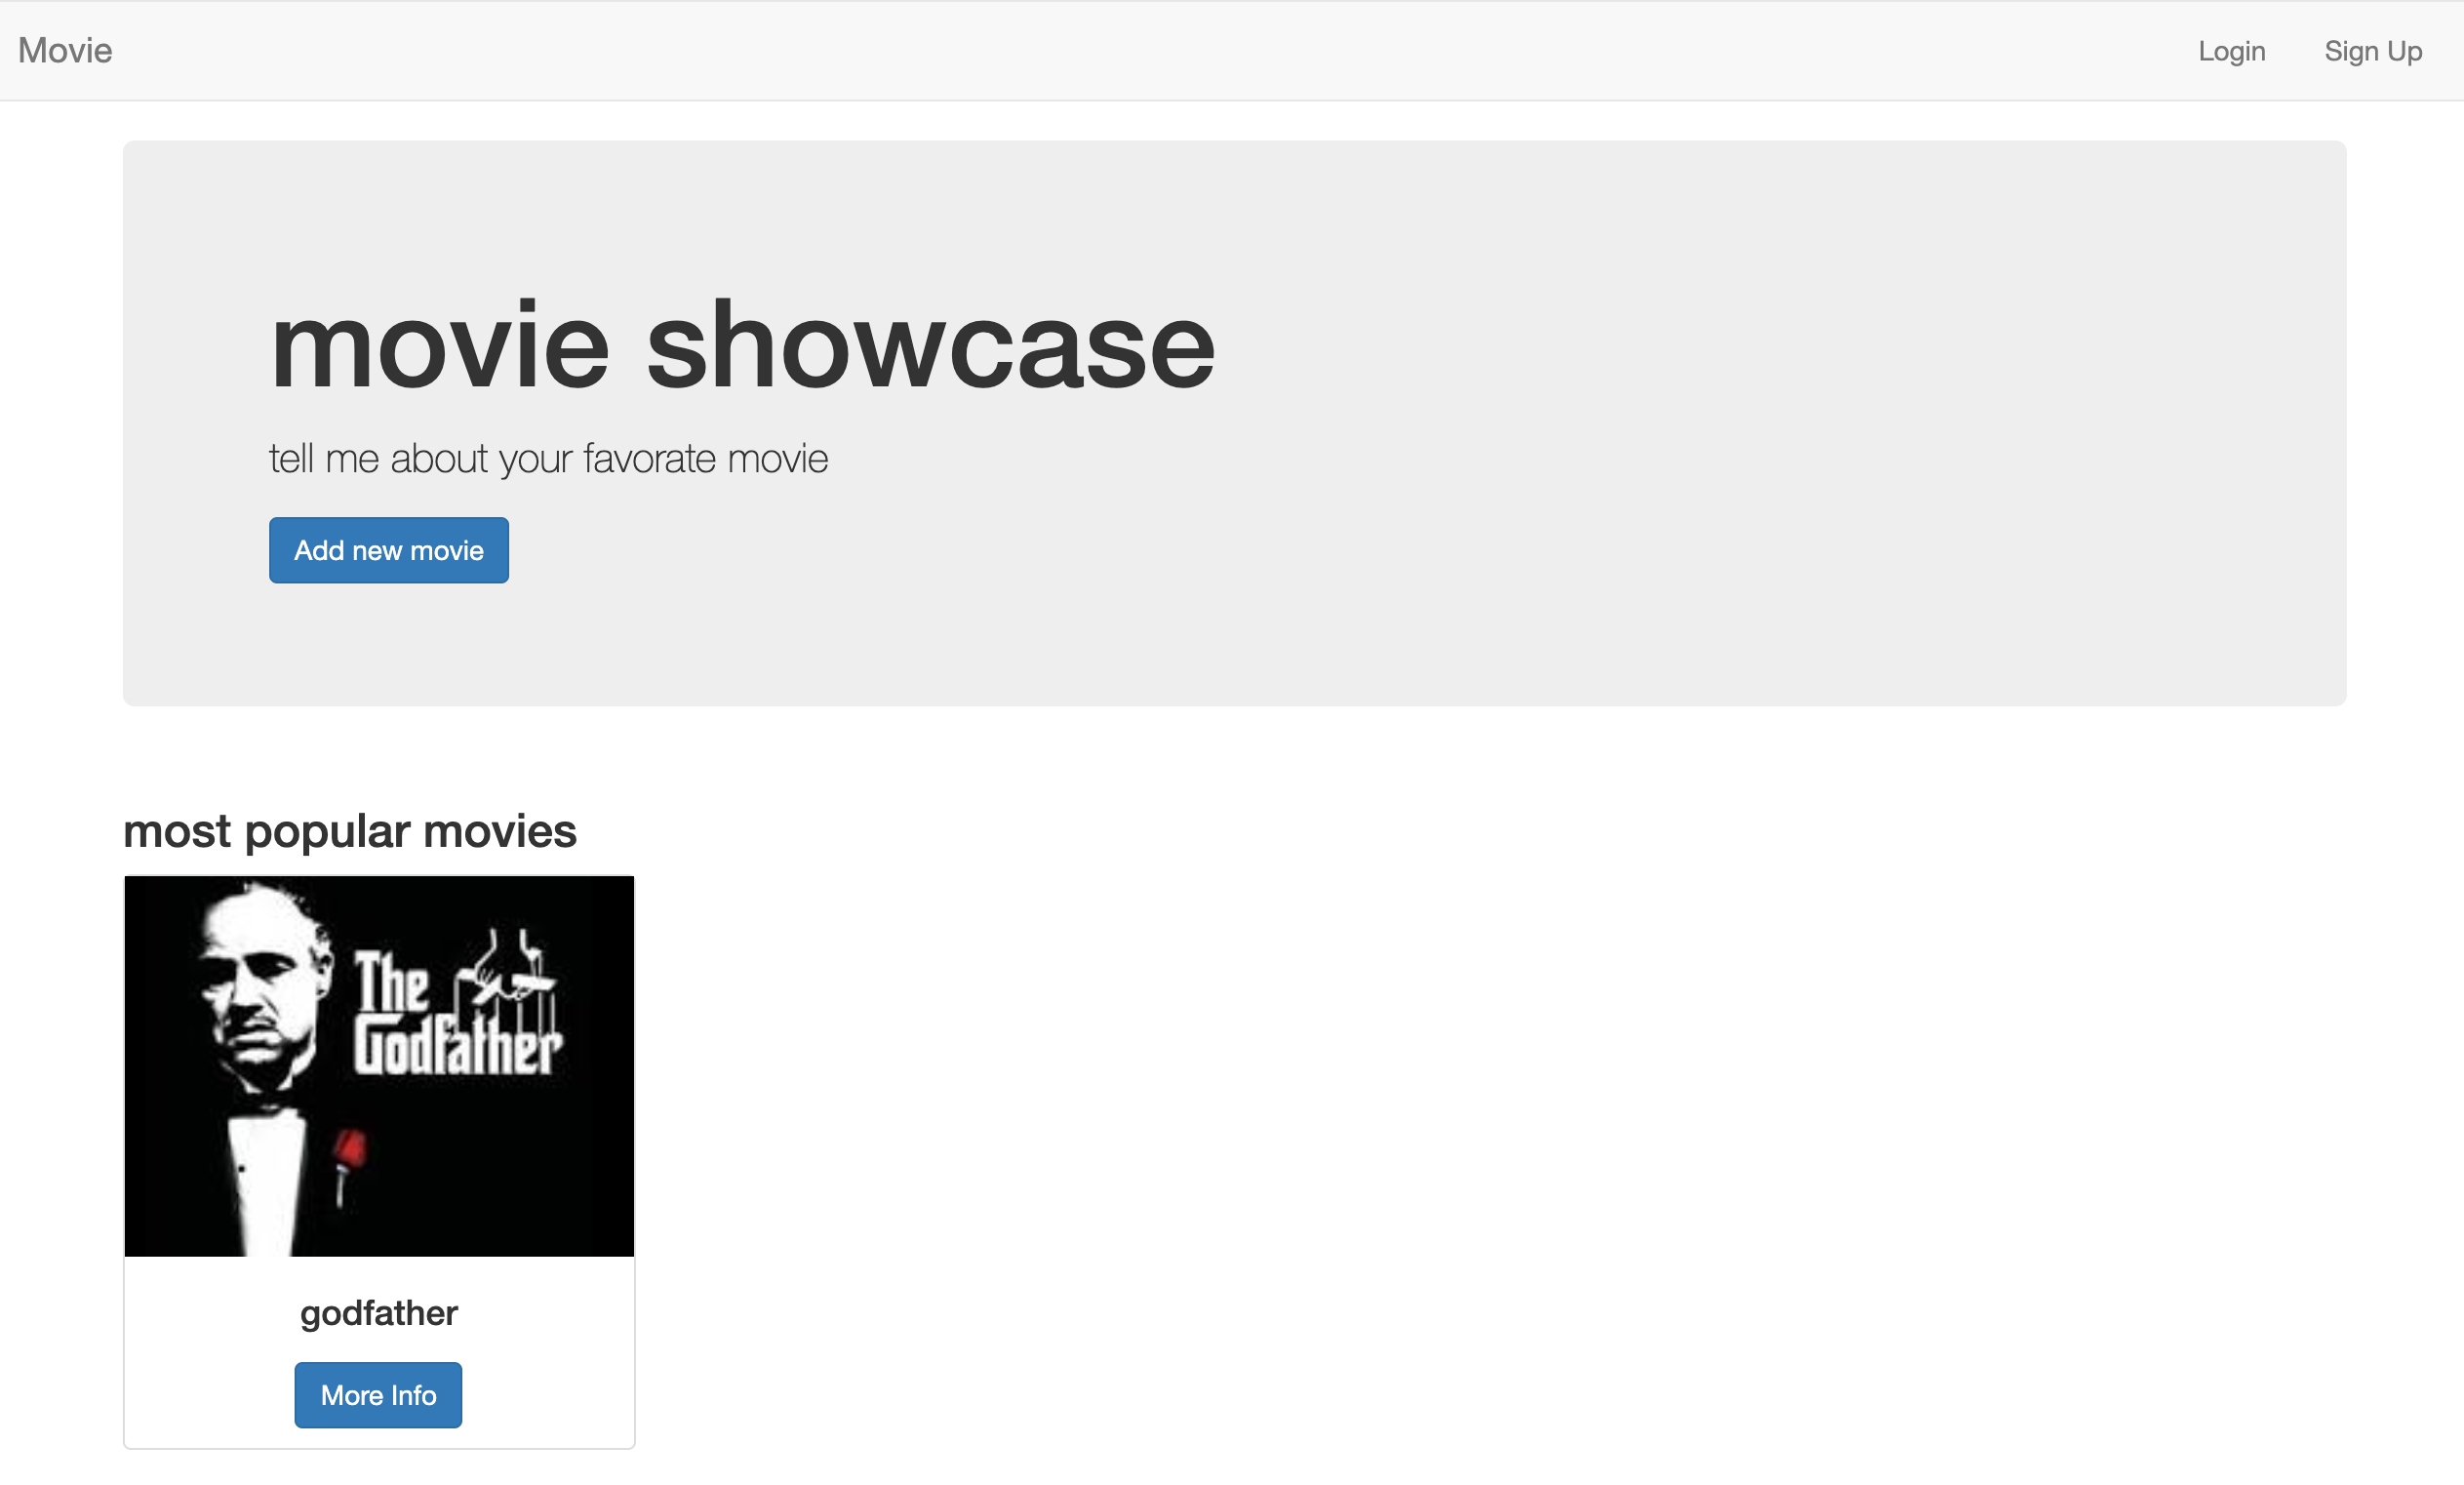 Movie
Login
Sign Up
movie showcase
tell me about your favorate movie
Add new movie
most popular movies
The
Godfather
godfather
More Info